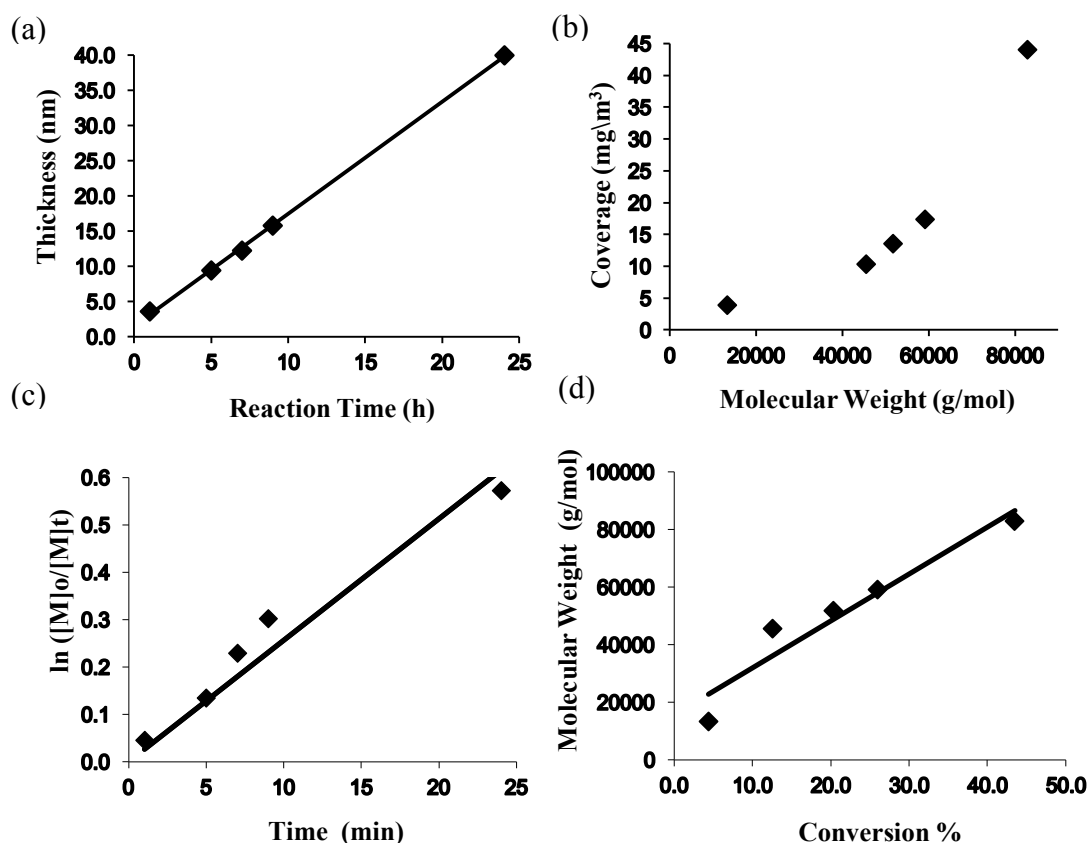 (a)
40.0
35.0
30.0
25.0
20.0
15.0
10.0
5.0
0.0
Thickness (nm)
0 5 10 15 20 25
Reaction Time (h)
(b)
45
40
35
30
25
20
15
10
5
0
Coverage (mg\m³)
0 20000 40000 60000 80000
Molecular Weight (g/mol)
(c)
0.6
0.5
0.4
0.3
0.2
0.1
0.0
ln ([M]o/[M]t)
0 5 10 15 20 25
Time (min)
(d)
100000
80000
60000
40000
20000
0
Molecular Weight (g/mol)
0.0 10.0 20.0 30.0 40.0 50.0
Conversion %